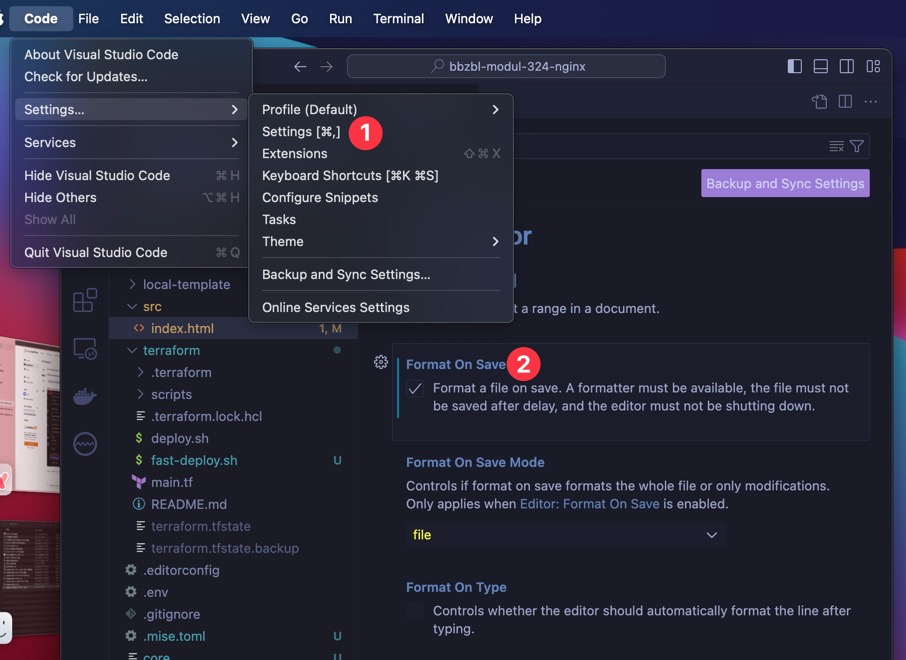 Code File Edit Selection View Go Run Terminal Window Help
About Visual Studio Code
Check for Updates...
Settings...
Services
Hide Visual Studio Code ⌘ H
Hide Others ⌥ ⌘ H
Show All
Quit Visual Studio Code ⌘ Q
Profile (Default)
Settings [⌘,]
1
Extensions ⇧ ⌘ X
Keyboard Shortcuts [⌘K ⌘S]
Configure Snippets
Tasks
Theme
Backup and Sync Settings...
Online Services Settings
bbzbl-modul-324-nginx
Backup and Sync Settings
t a range in a document.
local-template
src
<> index.html 1, M
terraform
.terraform
scripts
.terraform.lock.hcl
$ deploy.sh
$ fast-deploy.sh U
main.tf
README.md
terraform.tfstate
terraform.tfstate.backup
.editorconfig
.env
.gitignore
.mise.toml U
core U
Format On Save
2
Format a file on save. A formatter must be available, the file must not
be saved after delay, and the editor must not be shutting down.
Format On Save Mode
Controls if format on save formats the whole file or only modifications.
Only applies when Editor: Format On Save is enabled.
file
Format On Type
Controls whether the editor should automatically format the line after
typing.